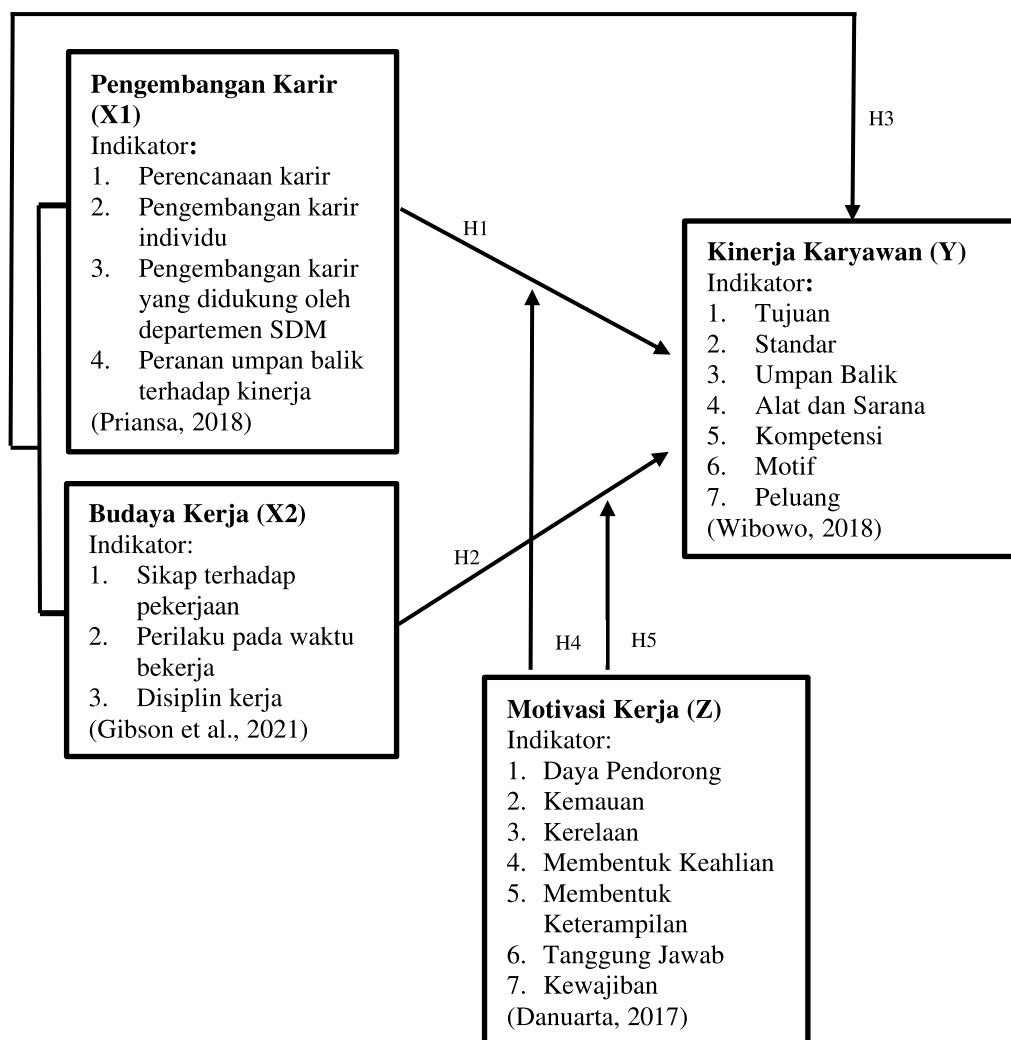 Pengembangan Karir
(X1)
Indikator:
1. Perencanaan karir
2. Pengembangan karir
individu
3. Pengembangan karir
yang didukung oleh
departemen SDM
4. Peranan umpan balik
terhadap kinerja
(Priansa, 2018)
H1
H3
Kinerja Karyawan (Y)
Indikator:
1. Tujuan
2. Standar
3. Umpan Balik
4. Alat dan Sarana
5. Kompetensi
6. Motif
7. Peluang
(Wibowo, 2018)
Budaya Kerja (X2)
Indikator:
1. Sikap terhadap
pekerjaan
2. Perilaku pada waktu
bekerja
3. Disiplin kerja
(Gibson et al., 2021)
H2
H4
H5
Motivasi Kerja (Z)
Indikator:
1. Daya Pendorong
2. Kemauan
3. Kerelaan
4. Membentuk Keahlian
5. Membentuk
Keterampilan
6. Tanggung Jawab
7. Kewajiban
(Danuarta, 2017)